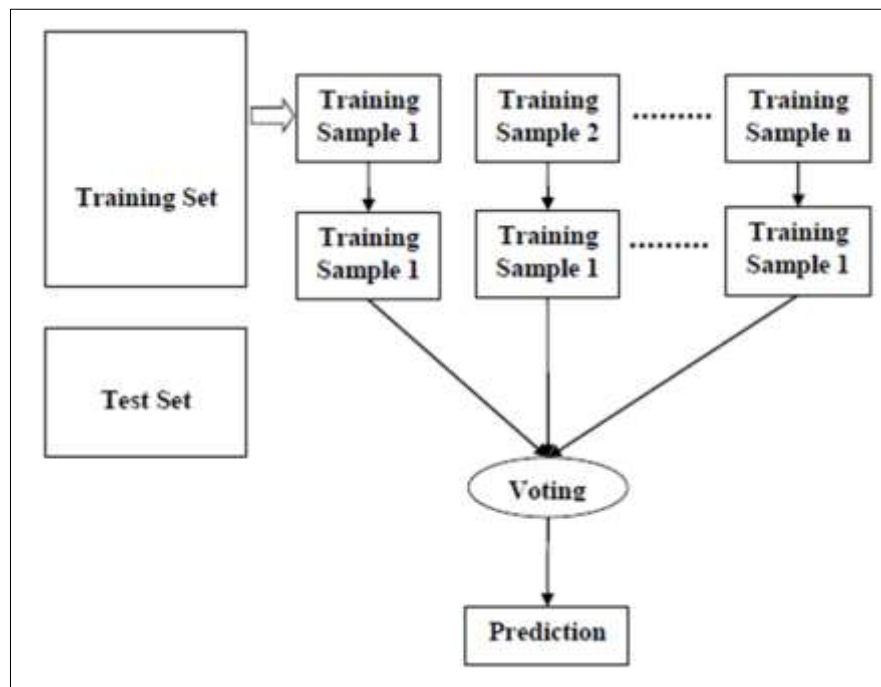 Training Set
Training
Sample 1
Training
Sample 2
Training
Sample n
Training
Sample 1
Training
Sample 1
Training
Sample 1
Test Set
Voting
Prediction